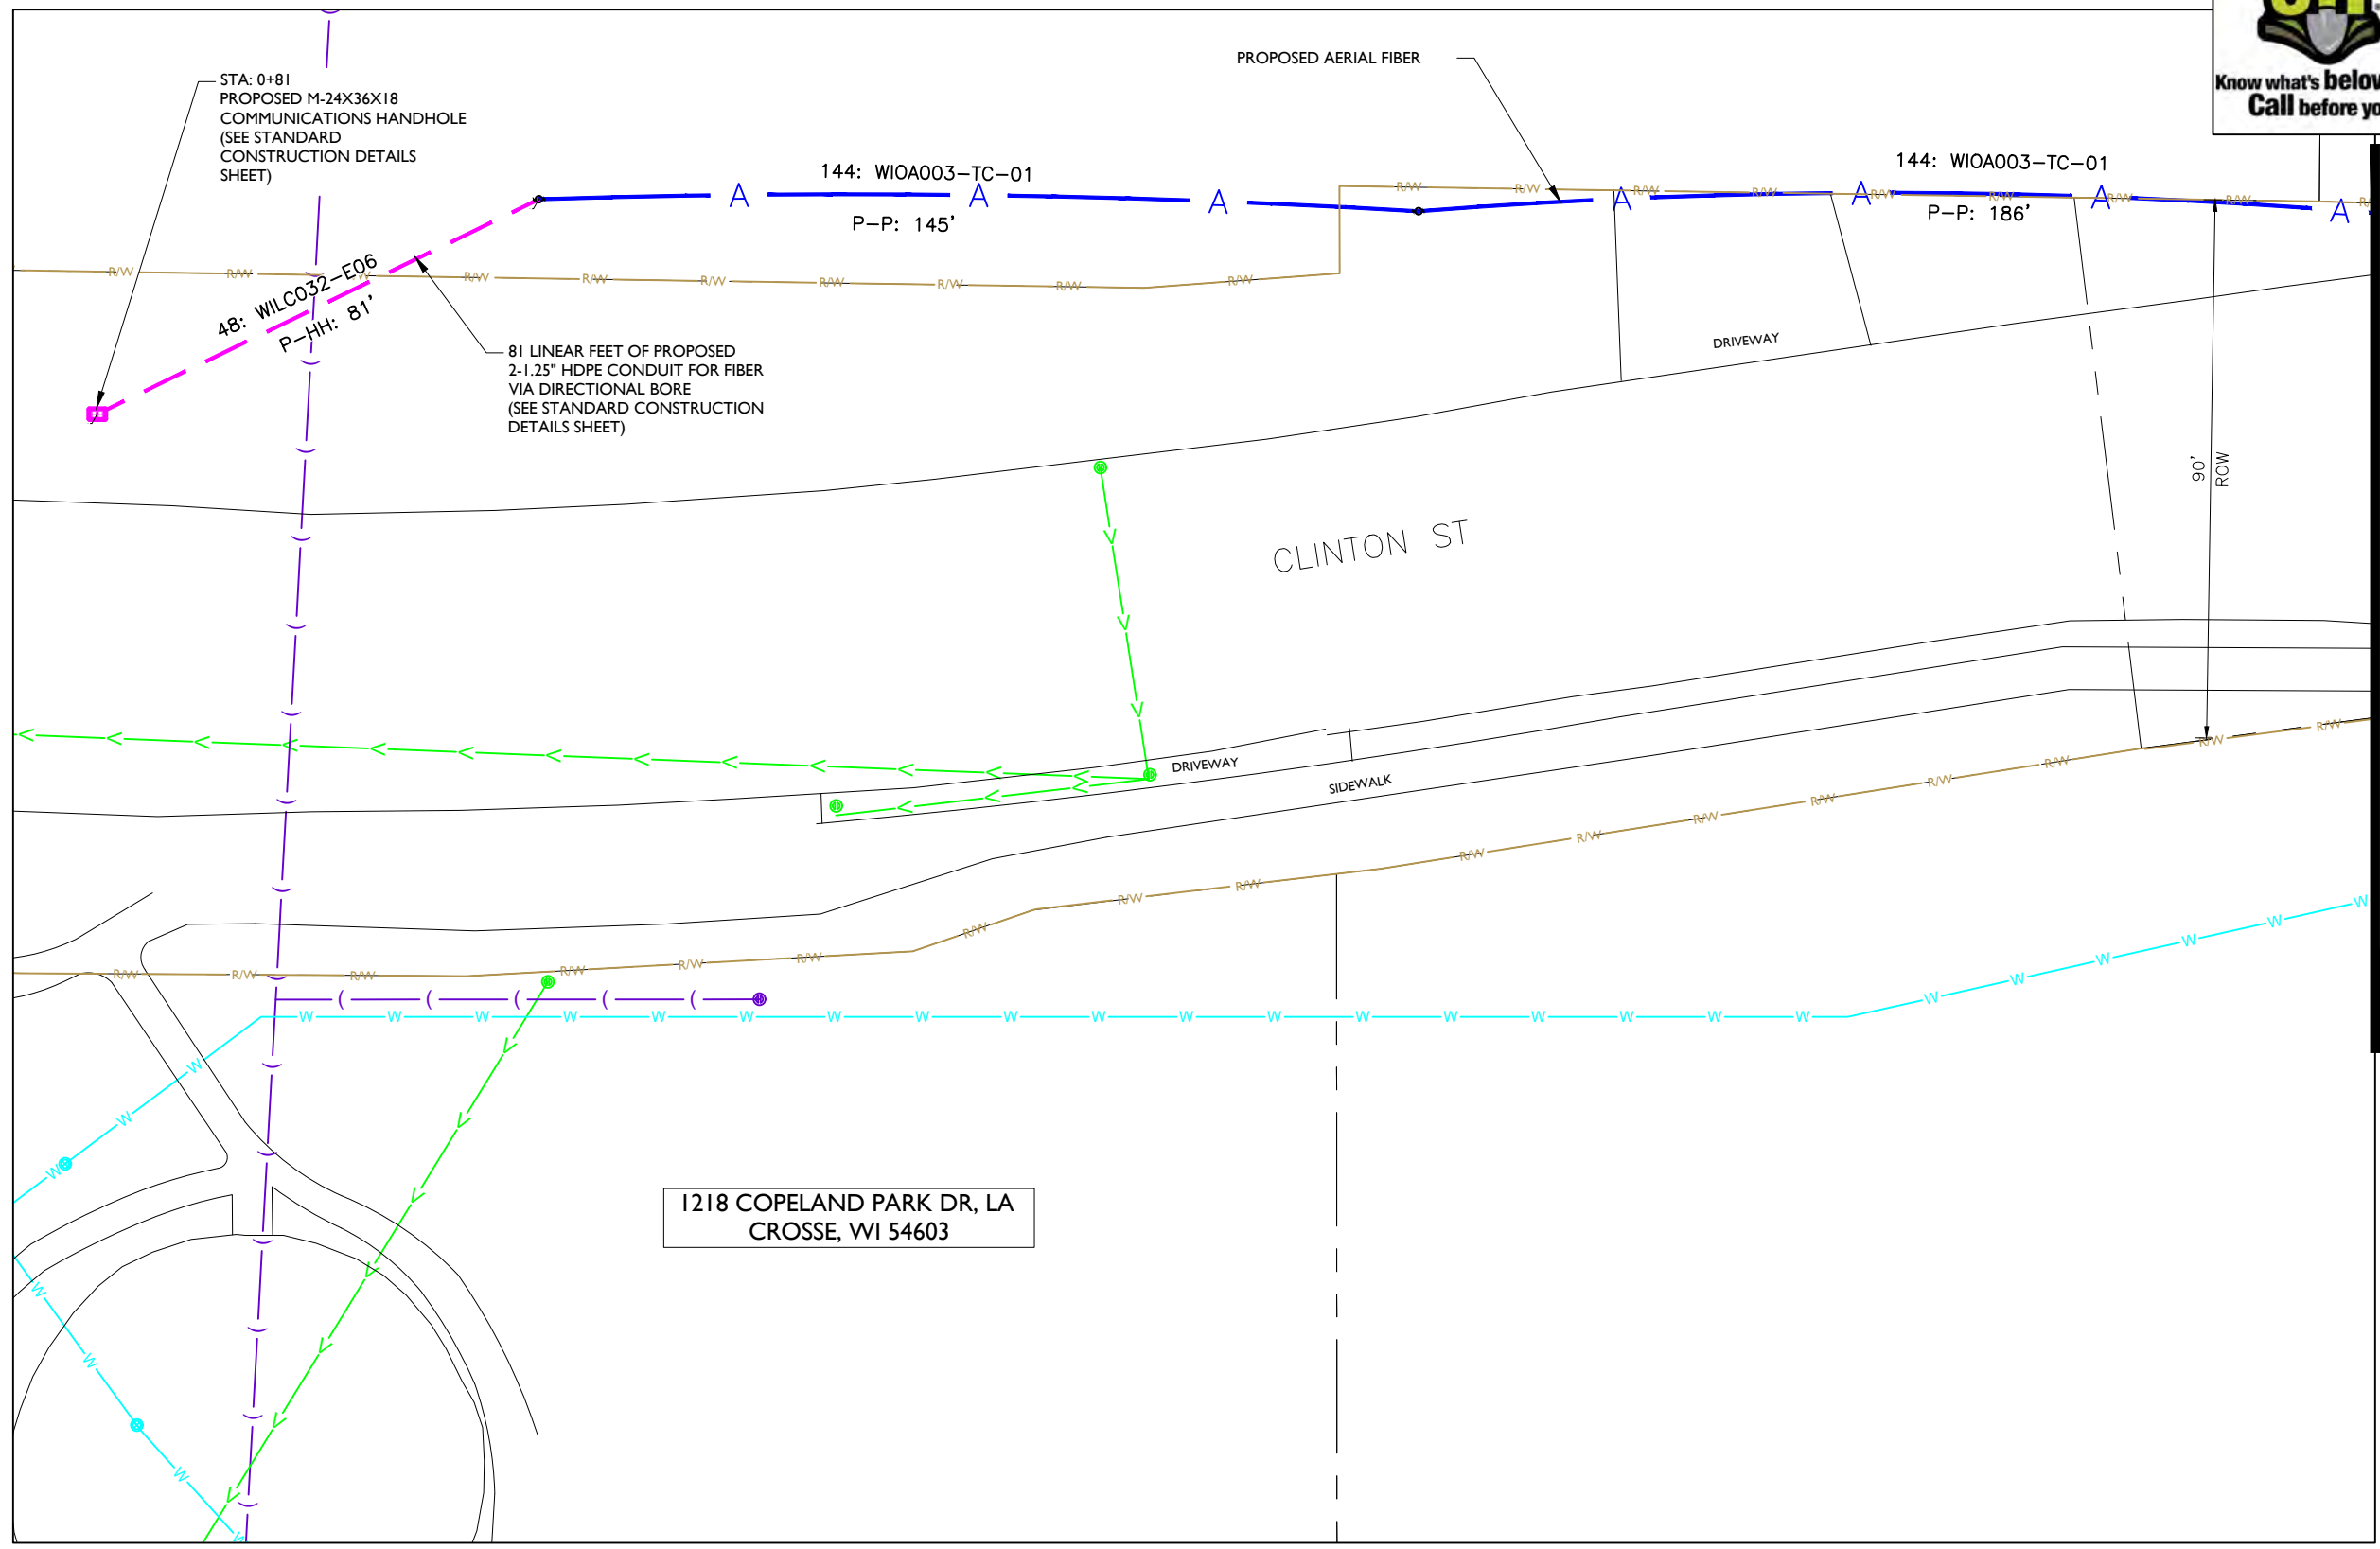 STA: 0+81
PROPOSED M-24X36X18
COMMUNICATIONS HANDHOLE
(SEE STANDARD
CONSTRUCTION DETAILS
SHEET)
PROPOSED AERIAL FIBER
Know what's
Call before
144: WIOA003-TC-01
P-P: 145'
144: WIOA003-TC-01
P-P: 186'
48: WILC032-E06
P-HH: 81'
81 LINEAR FEET OF PROPOSED
2-1.25" HDPE CONDUIT FOR FIBER
VIA DIRECTIONAL BORE
(SEE STANDARD CONSTRUCTION
DETAILS SHEET)
DRIVEWAY
90'
ROW
CLINTON ST
DRIVEWAY
SIDEWALK
1218 COPELAND PARK DR, LA
CROSSE, WI 54603